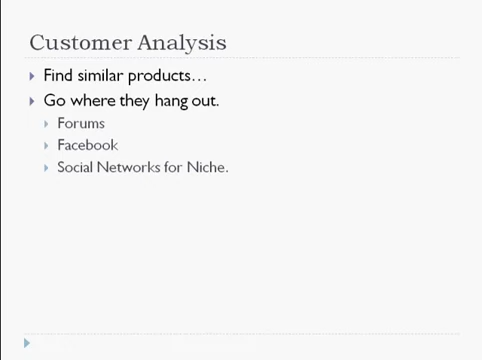 Customer Analysis
Find similar products…
Go where they hang out.
Forums
Facebook
Social Networks for Niche.